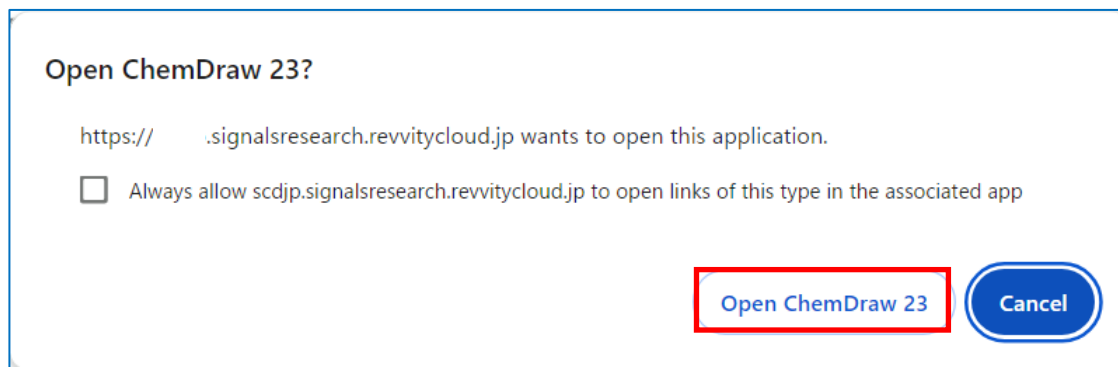 Open ChemDraw 23?
https:// .signalsresearch.revvitycloud.jp wants to open this application.
Always allow scdjp.signalsresearch.revvitycloud.jp to open links of this type in the associated app
Open ChemDraw 23 Cancel